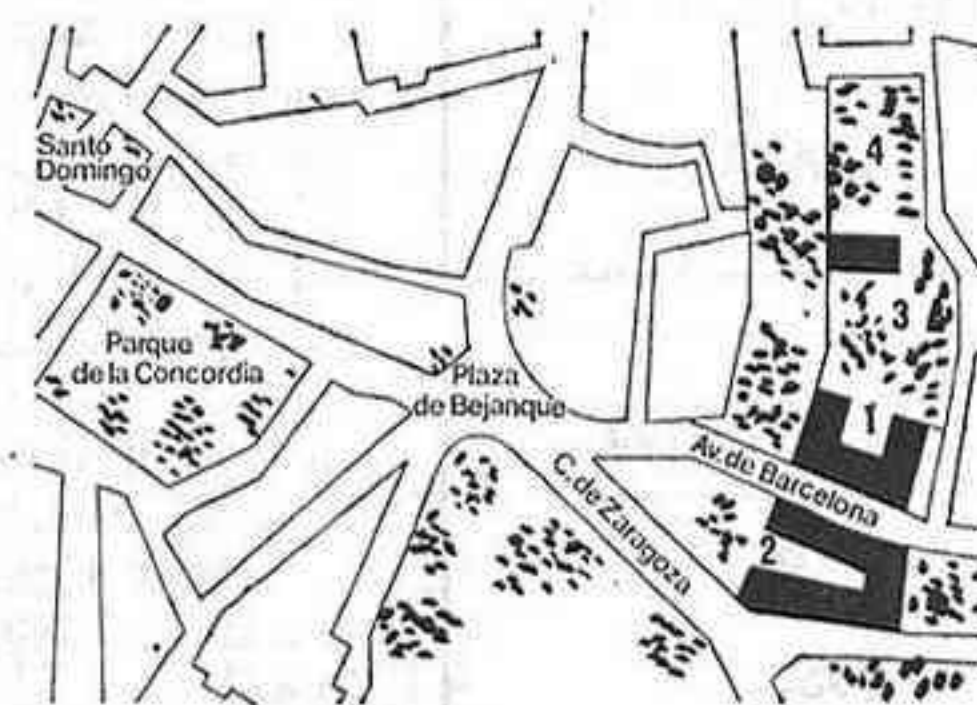 Santo
Domingo
Parque
de la Concordia
Plaza
de Bejanque
C. de Zaragoza
Av. de Barcelona
1
2
3
4